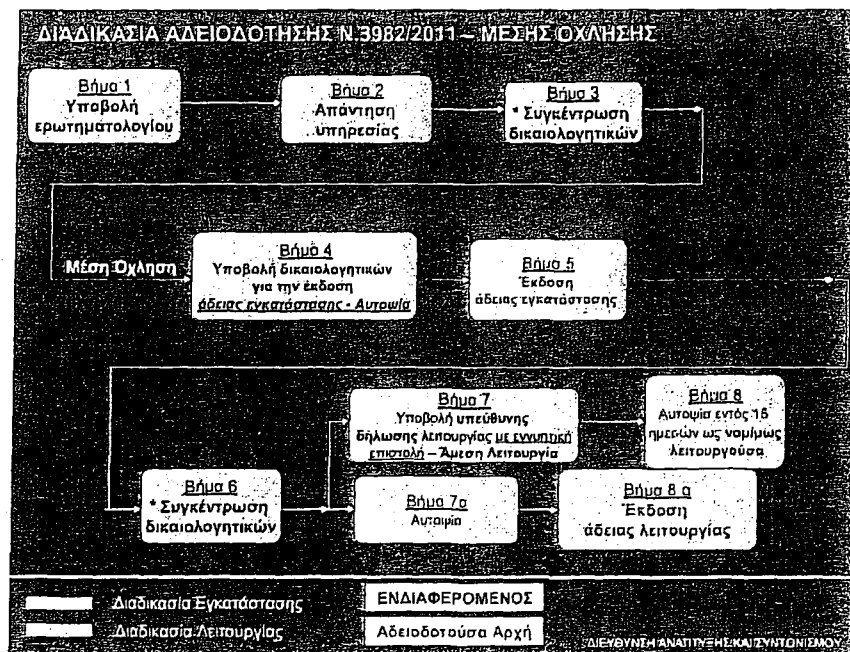 ΔΙΑΔΙΚΑΣΙΑ ΑΔΕΙΟΔΟΤΗΣΗΣ Ν.3982/2011 – ΜΕΣΗΣ ΟΧΛΗΣΗΣ
Βήμα 1
Υποβολή
ερωτηματολογίου
Βήμα 2
Απάντηση
υπηρεσίας
Βήμα 3
* Συγκέντρωση
δικαιολογητικών
Μέση Όχληση
Βήμα 4
Υποβολή δικαιολογητικών
για την έκδοση
άδειας εγκατάστασης - Αυτοψία
Βήμα 5
Έκδοση
άδειας εγκατάστασης
Βήμα 6
* Συγκέντρωση
δικαιολογητικών
Βήμα 7
Υποβολή υπεύθυνης
δήλωσης λειτουργίας με εγγυητική
επιστολή – Άμεση Λειτουργία
Βήμα 8
Αυτοψία εντός 15
ημερών ως νομίμως
λειτουργούσα
Βήμα 7α
Αυτοψία
Βήμα 8 α
Έκδοση
άδειας λειτουργίας
Διαδικασία Εγκατάστασης
Διαδικασία Λειτουργίας
ΕΝΔΙΑΦΕΡΟΜΕΝΟΣ
Αδειοδοτούσα Αρχή
ΔΙΕΥΘΥΝΣΗ ΑΝΑΠΤΥΞΗΣ ΚΑΙ ΣΥΝΤΟΝΙΣΜΟΥ